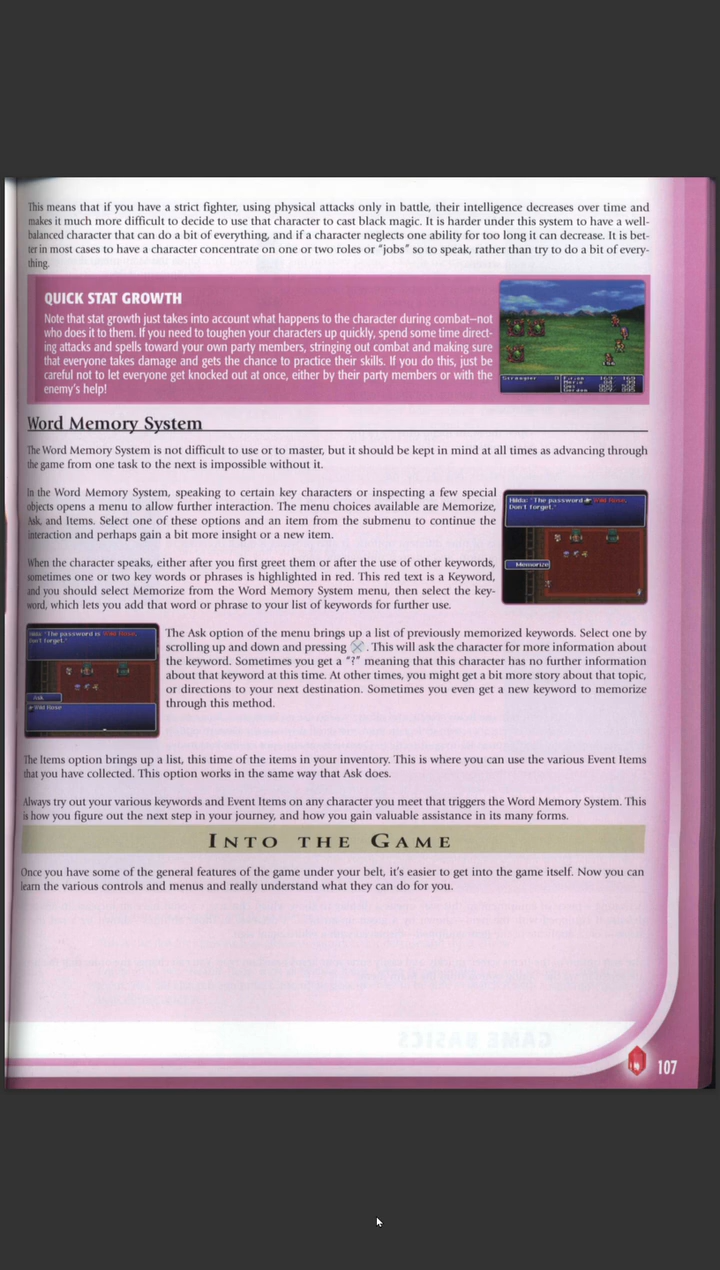 This means that if you have a strict fighter, using physical attacks only in battle, their intelligence decreases over time and
makes it much more difficult to decide to use that character to cast black magic. It is harder under this system to have a well-
balanced character that can do a bit of everything, and if a character neglects one ability for too long it can decrease. It is bet-
ter in most cases to have a character concentrate on one or two roles or "jobs" so to speak, rather than try to do a bit of every-
thing.
QUICK STAT GROWTH
Note that stat growth just takes into account what happens to the character during combat—not
who does it to them. If you need to toughen your characters up quickly, spend some time direct-
ing attacks and spells toward your own party members, stringing out combat and making sure
that everyone takes damage and gets the chance to practice their skills. If you do this, just be
careful not to let everyone get knocked out at once, either by their party members or with the
enemy's help!
Word Memory System
The Word Memory System is not difficult to use or to master, but it should be kept in mind at all times as advancing through
the game from one task to the next is impossible without it.
In the Word Memory System, speaking to certain key characters or inspecting a few special
objects opens a menu to allow further interaction. The menu choices available are Memorize,
Ask, and Items. Select one of these options and an item from the submenu to continue the
interaction and perhaps gain a bit more insight or a new item.
Hilda: "The password Wild Rose.
Don't forget."
Memorize
When the character speaks, either after you first greet them or after the use of other keywords,
sometimes one or two key words or phrases is highlighted in red. This red text is a Keyword,
and you should select Memorize from the Word Memory System menu, then select the key-
word, which lets you add that word or phrase to your list of keywords for further use.
Hilda: "The password is Wild Rose.
Don't forget."
Ask
Wild Rose
The Ask option of the menu brings up a list of previously memorized keywords. Select one by
scrolling up and down and pressing . This will ask the character for more information about
the keyword. Sometimes you get a "?" meaning that this character has no further information
about that keyword at this time. At other times, you might get a bit more story about that topic,
or directions to your next destination. Sometimes you even get a new keyword to memorize
through this method.
The Items option brings up a list, this time of the items in your inventory. This is where you can use the various Event Items
that you have collected. This option works in the same way that Ask does.
Always try out your various keywords and Event Items on any character you meet that triggers the Word Memory System. This
is how you figure out the next step in your journey, and how you gain valuable assistance in its many forms.
INTO THE GAME
Once you have some of the general features of the game under your belt, it's easier to get into the game itself. Now you can
learn the various controls and menus and really understand what they can do for you.
107